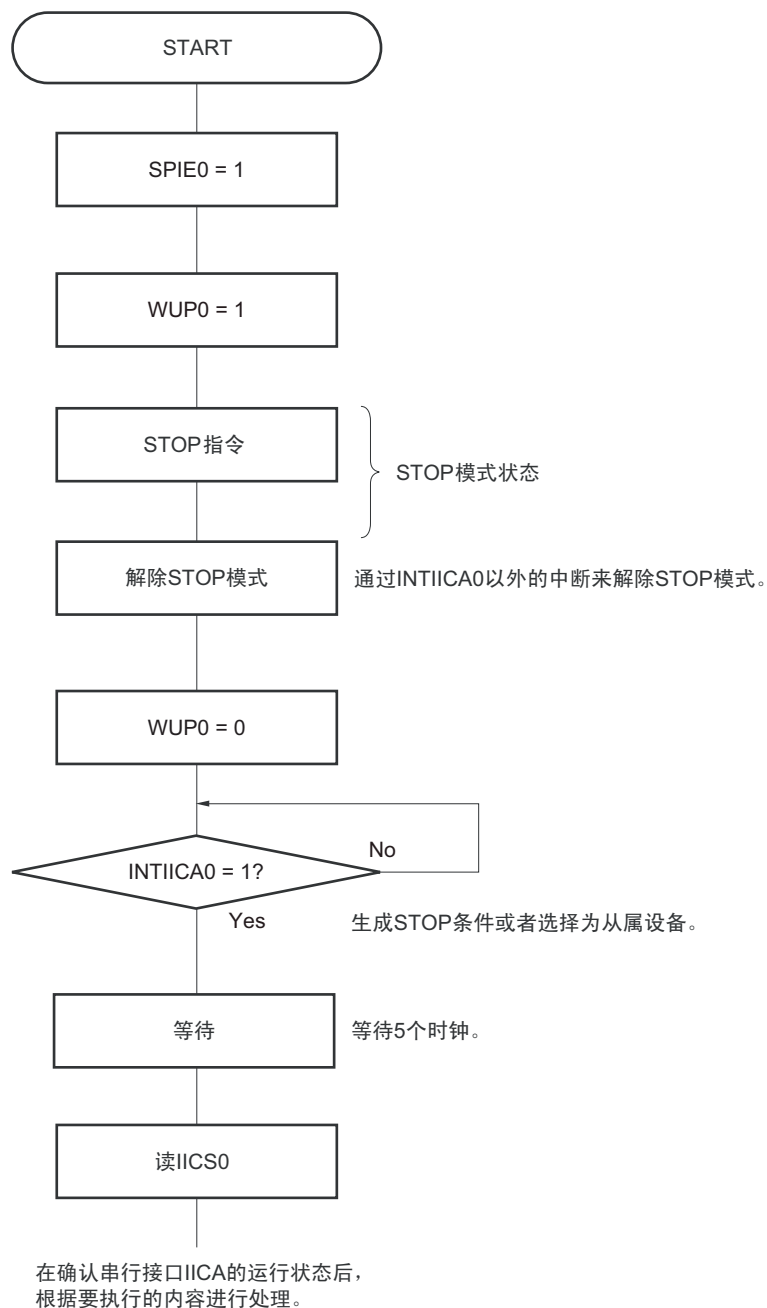 START
SPIE0 = 1
WUP0 = 1
STOP指令
STOP模式状态
解除STOP模式
通过INTIICA0以外的中断来解除STOP模式。
WUP0 = 0
No
INTIICA0 = 1?
Yes
生成STOP条件或者选择为从属设备。
等待
等待5个时钟。
读IICS0
在确认串行接口IICA的运行状态后，
根据要执行的内容进行处理。